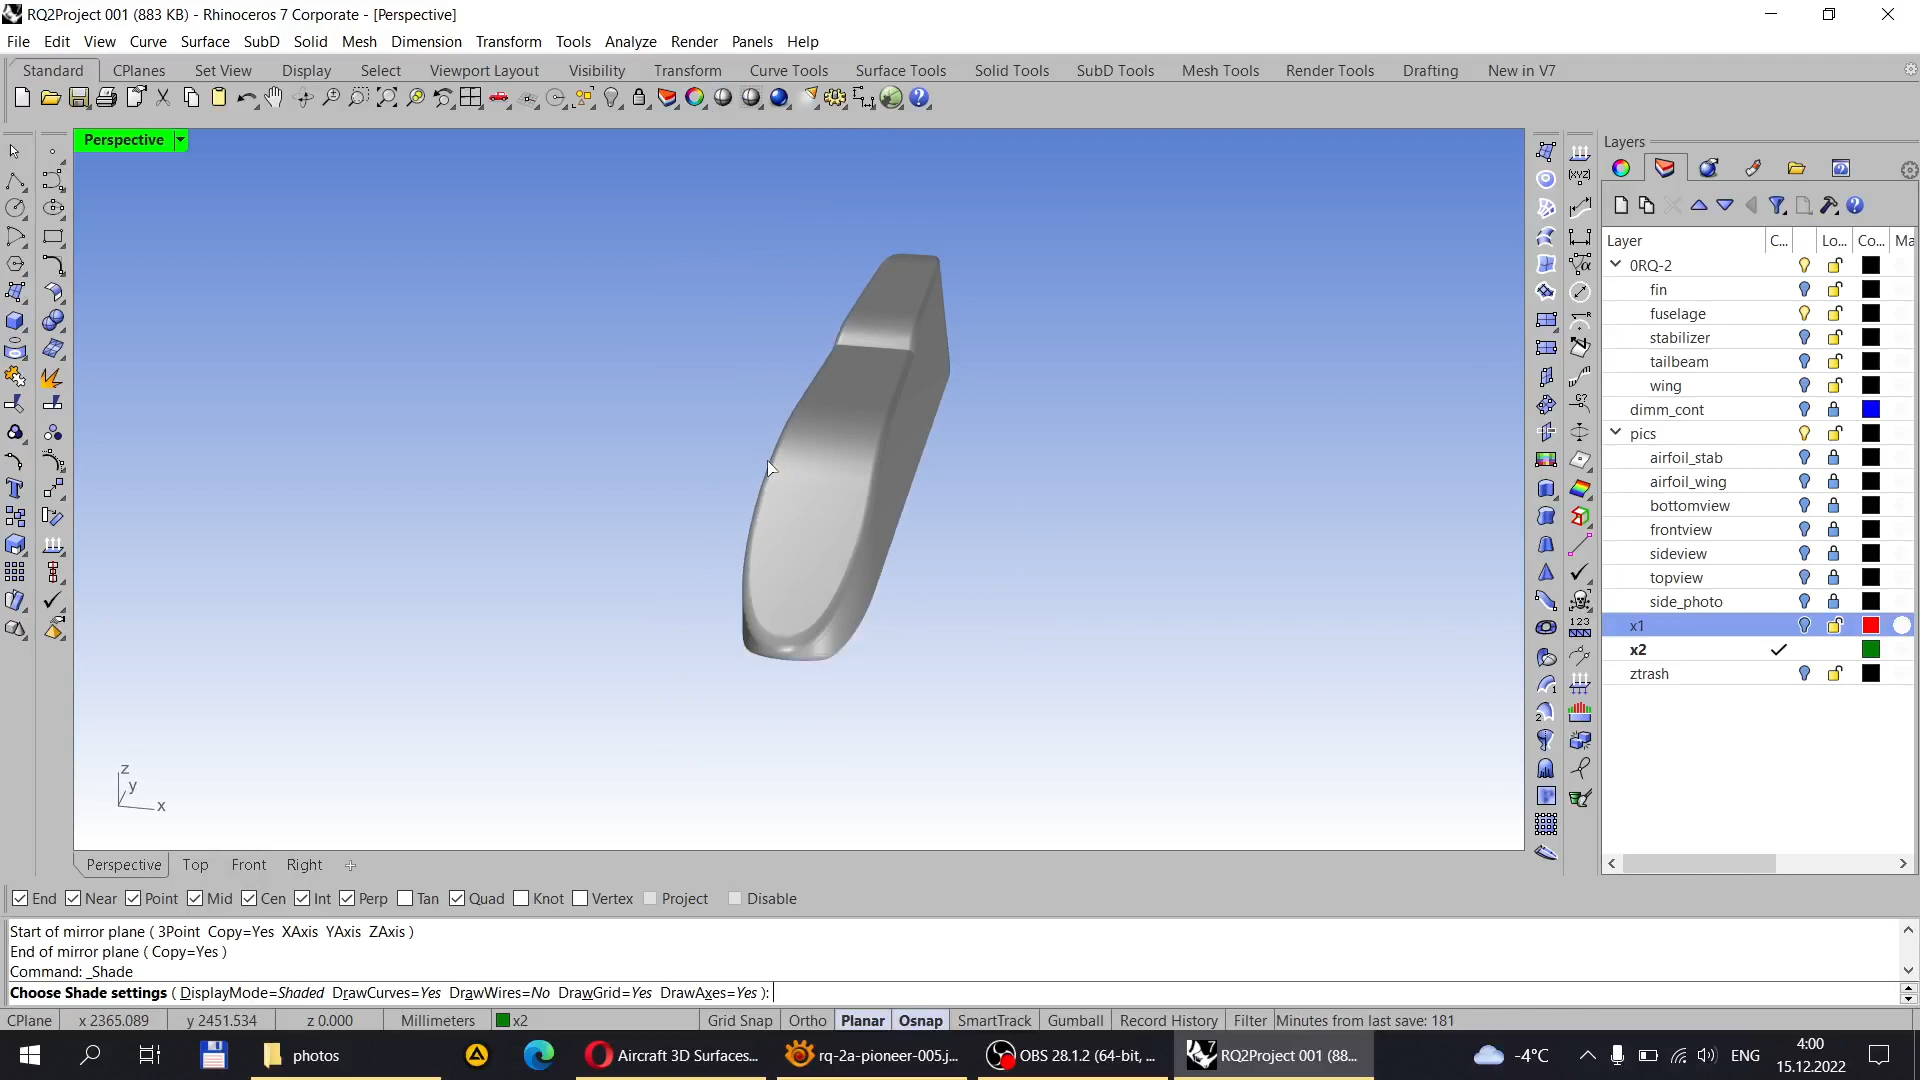 RQ2Project 001 (883 KB) - Rhinoceros 7 Corporate - [Perspective]
File Edit View Curve Surface SubD Solid Mesh Dimension Transform Tools Analyze Render Panels Help
Standard CPlanes Set View Display Select Viewport Layout Visibility Transform Curve Tools Surface Tools Solid Tools SubD Tools Mesh Tools Render Tools Drafting New in V7
Perspective
Layers
Layer C... Lo... Co... Ma
0RQ-2
fin
fuselage
stabilizer
tailbeam
wing
dimm_cont
pics
airfoil_stab
airfoil_wing
bottomview
frontview
sideview
topview
side_photo
x1
x2
ztrash
z
y
x
Perspective Top Front Right
End Near Point Mid Cen Int Perp Tan Quad Knot Vertex Project Disable
Start of mirror plane ( 3Point Copy=Yes XAxis YAxis ZAxis )
End of mirror plane ( Copy=Yes )
Command: _Shade
Choose Shade settings ( DisplayMode=Shaded DrawCurves=Yes DrawWires=No DrawGrid=Yes DrawAxes=Yes ):
CPlane x 2365.089 y 2451.534 z 0.000 Millimeters x2 Grid Snap Ortho Planar Osnap SmartTrack Gumball Record History Filter Minutes from last save: 181
photos Aircraft 3D Surfaces... rq-2a-pioneer-005.j... OBS 28.1.2 (64-bit, ... RQ2Project 001 (88... -4°C ENG 4:00
15.12.2022